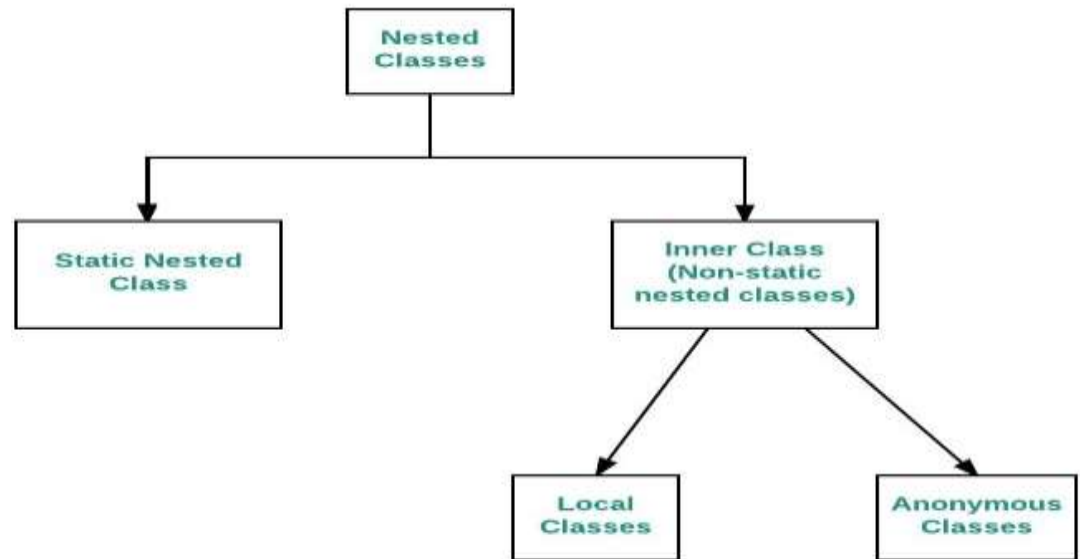 Nested
Classes
Static Nested
Class
Inner Class
(Non-static
nested classes)
Local
Classes
Anonymous
Classes